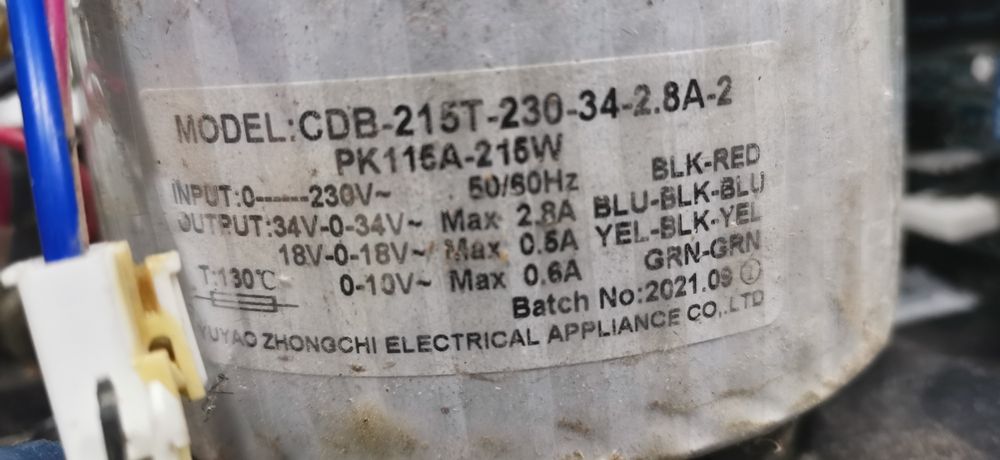 MODEL:CDB-215T-230-34-2.8A-2
PK115A-215W
INPUT:0------230V~ 50/60Hz BLK-RED
OUTPUT:34V-0-34V~ Max 2.8A BLU-BLK-BLU
18V-0-18V~ Max 0.5A YEL-BLK-YEL
0-10V~ Max 0.6A GRN-GRN
T:130℃
Batch No:2021.09 ①
YUYAO ZHONGCHI ELECTRICAL APPLIANCE CO,.LTD